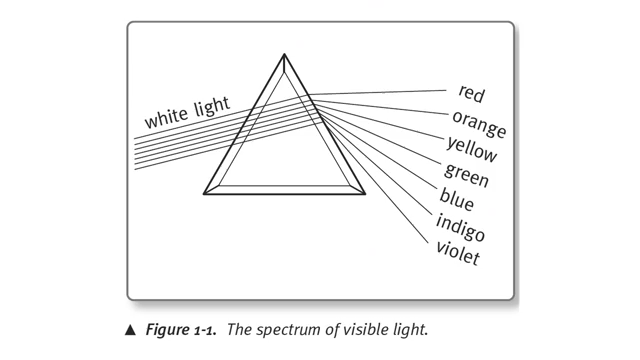 white light
red
orange
yellow
green
blue
indigo
violet
▲ Figure 1-1. The spectrum of visible light.